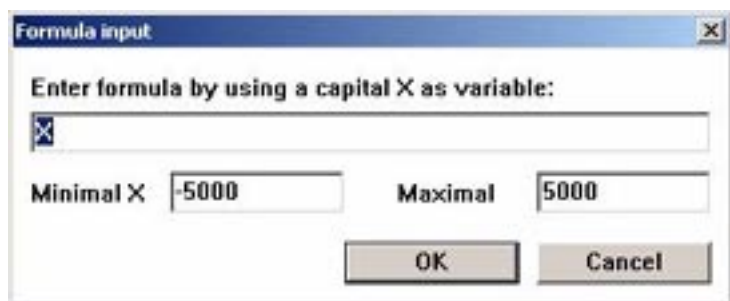 Formula input
Enter formula by using a capital X as variable:
X
Minimal X -5000 Maximal 5000
OK Cancel